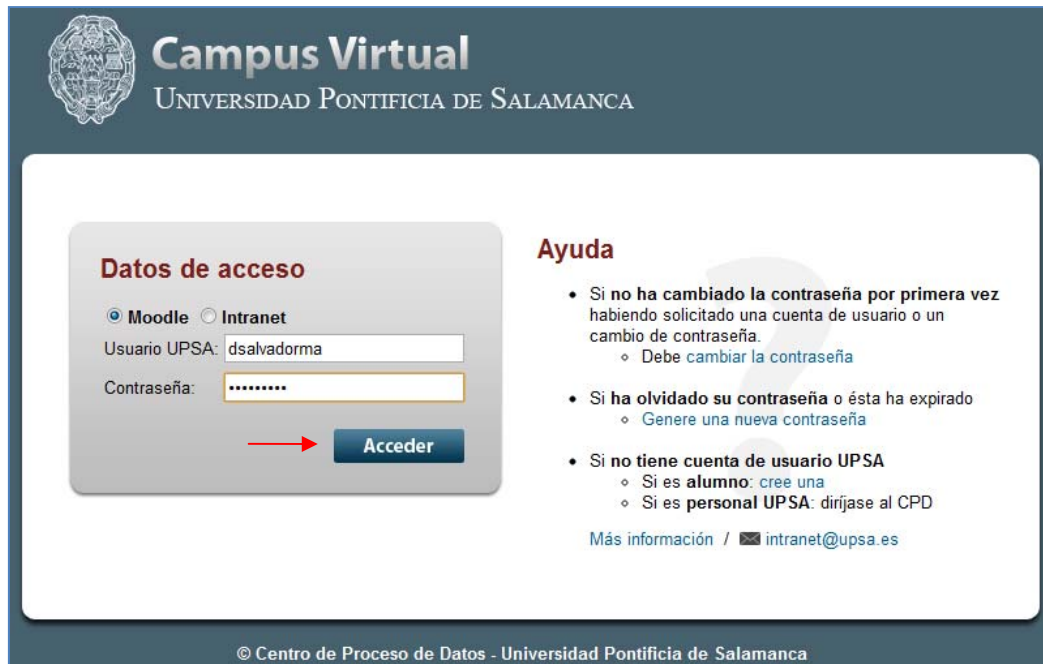 Campus Virtual
UNIVERSIDAD PONTIFICIA DE SALAMANCA
Datos de acceso
Moodle Intranet
Usuario UPSA: dsalvadorma
Contraseña: •••••••••
Acceder
Ayuda
• Si no ha cambiado la contraseña por primera vez
habiendo solicitado una cuenta de usuario o un
cambio de contraseña.
Debe cambiar la contraseña
• Si ha olvidado su contraseña o ésta ha expirado
Genere una nueva contraseña
• Si no tiene cuenta de usuario UPSA
Si es alumno: cree una
Si es personal UPSA: diríjase al CPD
Más información / intranet@upsa.es
© Centro de Proceso de Datos - Universidad Pontificia de Salamanca